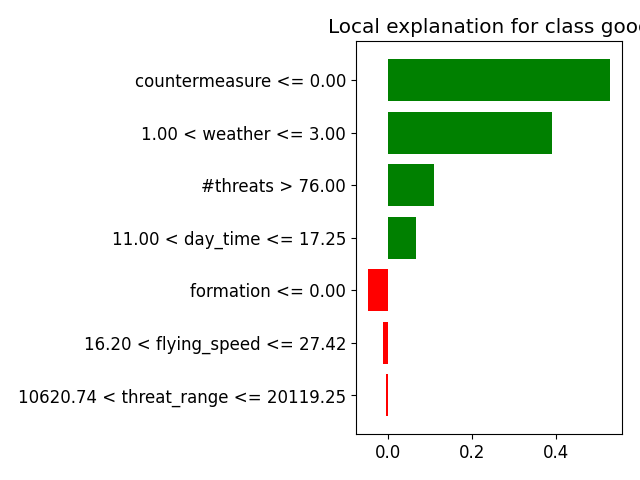 Local explanation for class good
countermeasure <= 0.00
1.00 < weather <= 3.00
#threats > 76.00
11.00 < day_time <= 17.25
formation <= 0.00
16.20 < flying_speed <= 27.42
10620.74 < threat_range <= 20119.25
0.0 0.2 0.4